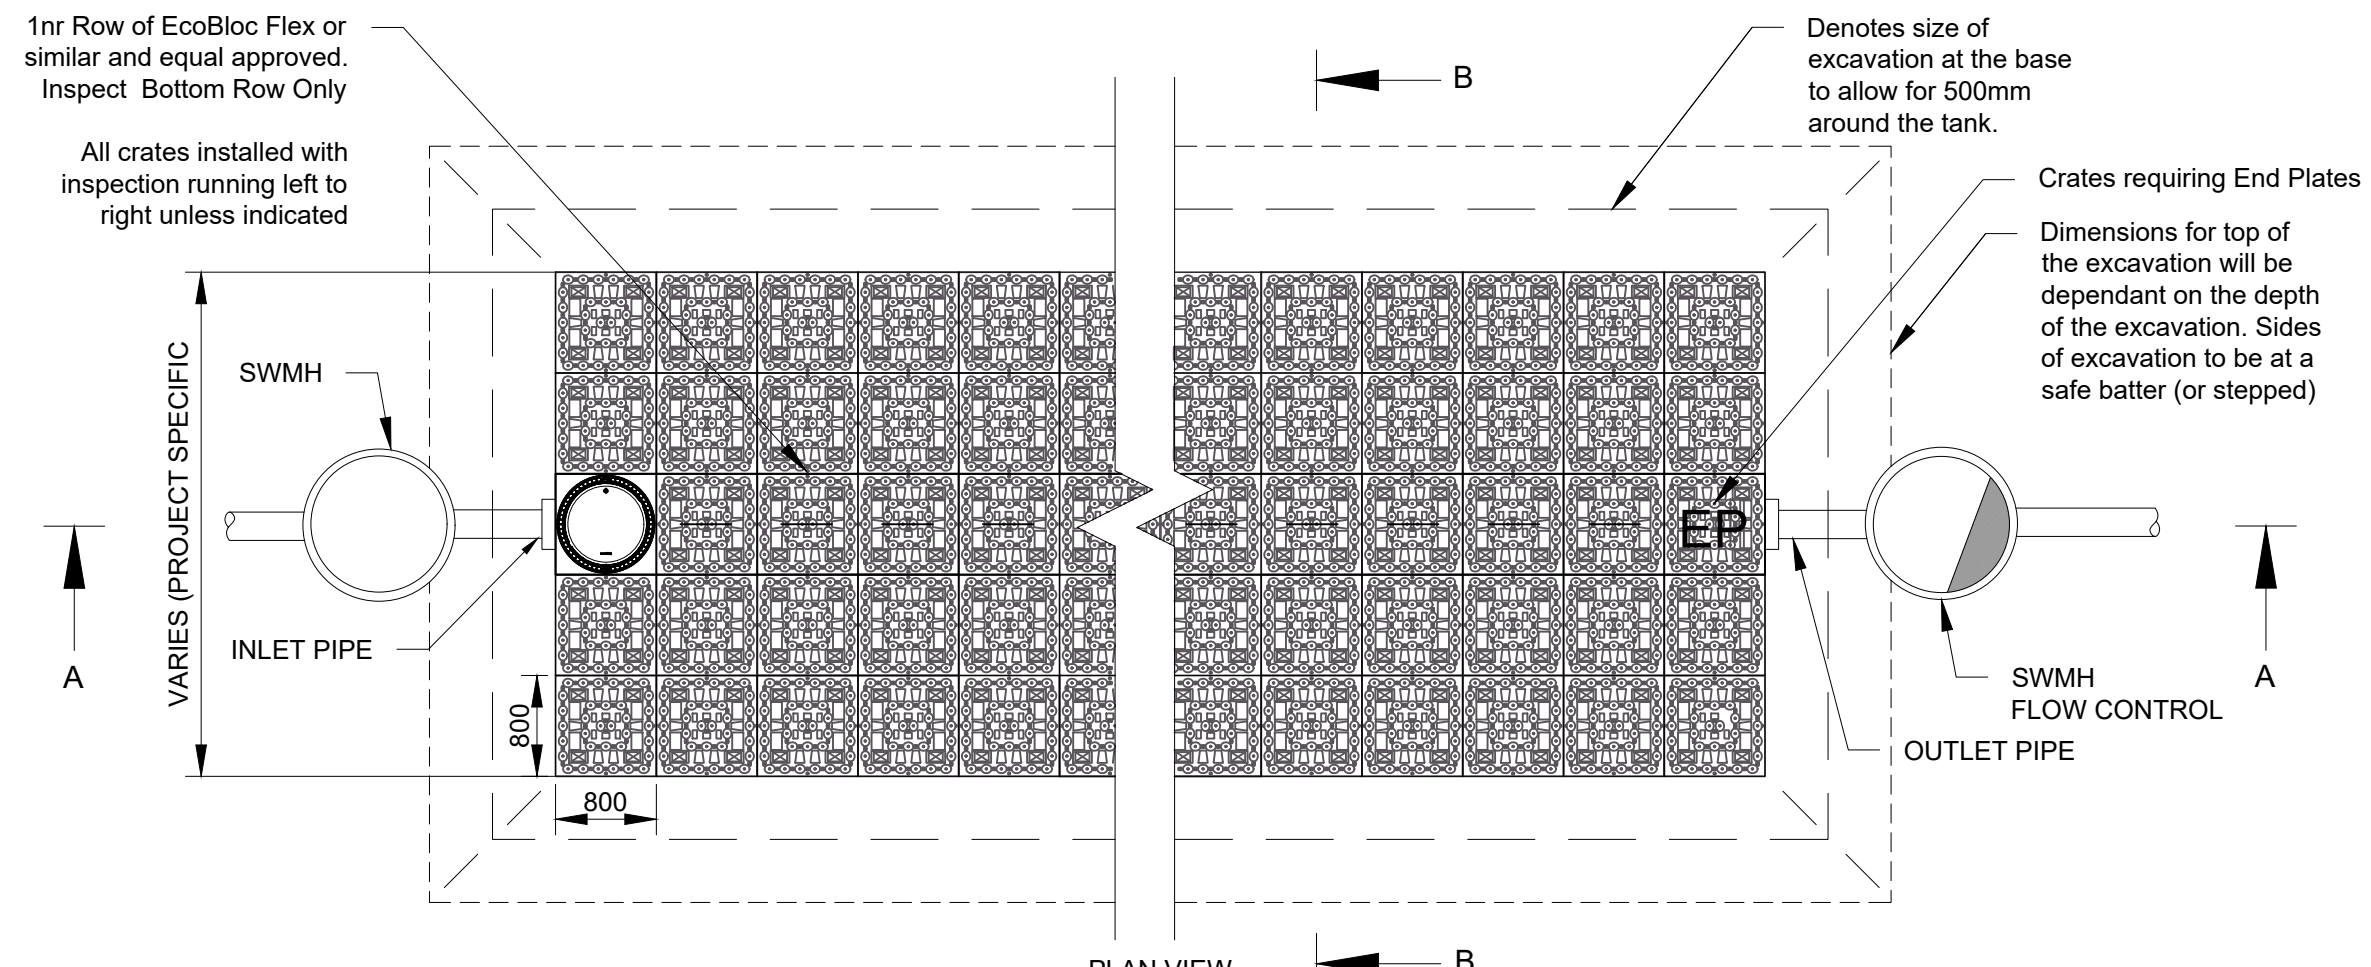 1nr Row of EcoBloc Flex or
similar and equal approved.
Inspect  Bottom Row Only
All crates installed with
inspection running left to
right unless indicated
B
Denotes size of
excavation at the base
to allow for 500mm
around the tank.
Crates requiring End Plates
Dimensions for top of
the excavation will be
dependant on the depth
of the excavation. Sides
of excavation to be at a
safe batter (or stepped)
SWMH
VARIES (PROJECT SPECIFIC
INLET PIPE
A
EP
800
800
SWMH
FLOW CONTROL
A
OUTLET PIPE
PLAN VIEW
B